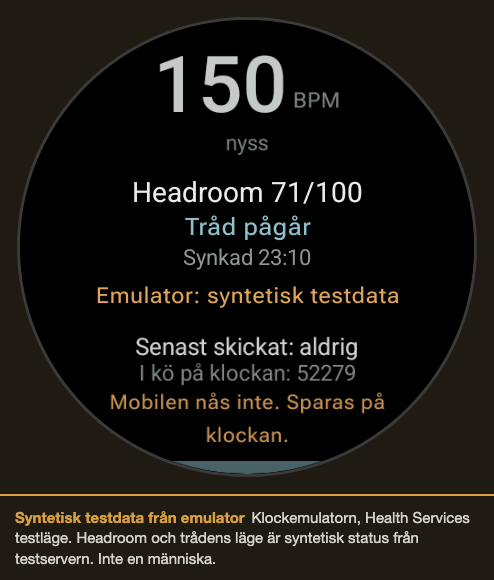 150 BPM
nyss
Headroom 71/100
Tråd pågår
Synkad 23:10
Emulator: syntetisk testdata
Senast skickat: aldrig
I kö på klockan: 52279
Mobilen nås inte. Sparas på
klockan.
Syntetisk testdata från emulator Klockemulatorn, Health Services
testläge. Headroom och trådens läge är syntetisk status från
testservern. Inte en människa.